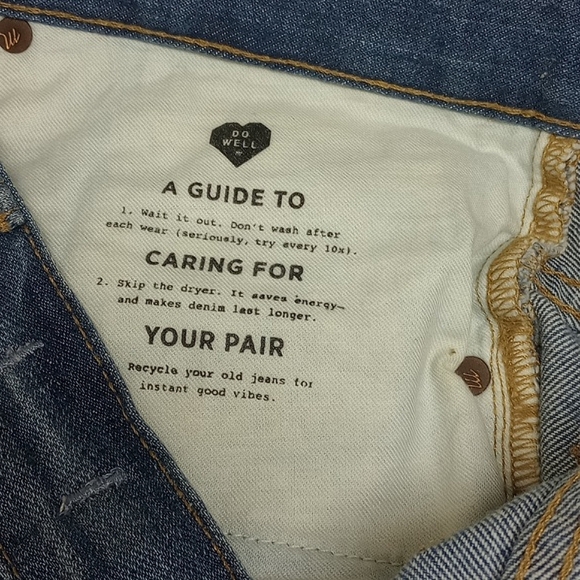 DO
WELL
A GUIDE TO
1. Wait it out. Don't wash after
each wear (seriously, try every 10x).
CARING FOR
2. Skip the dryer. It saves energy—
and makes denim last longer.
YOUR PAIR
Recycle your old jeans for
instant good vibes.